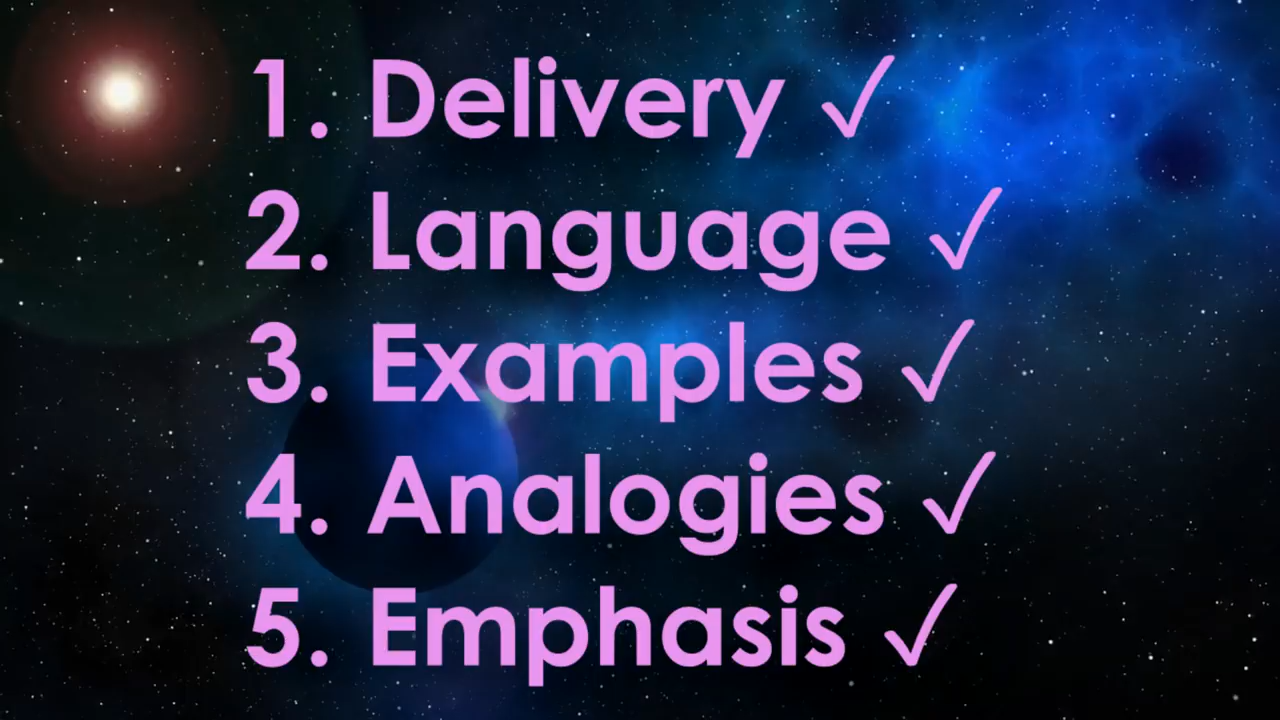 1. Delivery ✓
2. Language ✓
3. Examples ✓
4. Analogies ✓
5. Emphasis ✓